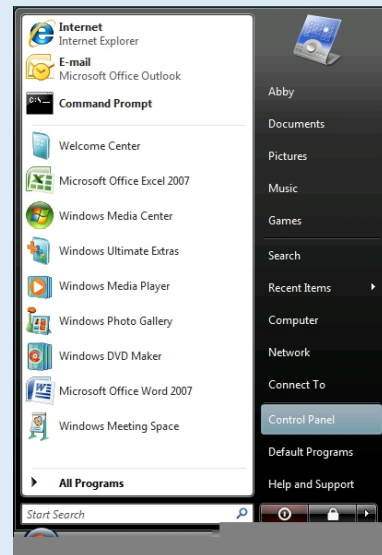 Internet
Internet Explorer
E-mail
Microsoft Office Outlook
Command Prompt
Welcome Center
Microsoft Office Excel 2007
Windows Media Center
Windows Ultimate Extras
Windows Media Player
Windows Photo Gallery
Windows DVD Maker
Microsoft Office Word 2007
Windows Meeting Space
All Programs
Start Search
Abby
Documents
Pictures
Music
Games
Search
Recent Items
Computer
Network
Connect To
Control Panel
Default Programs
Help and Support